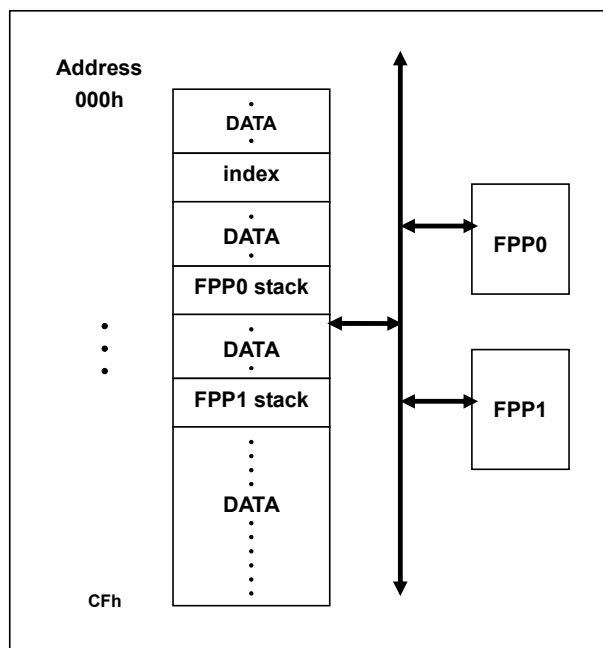 Address
000h
DATA
index
DATA
FPP0 stack
DATA
FPP1 stack
DATA
CFh
FPP0
FPP1